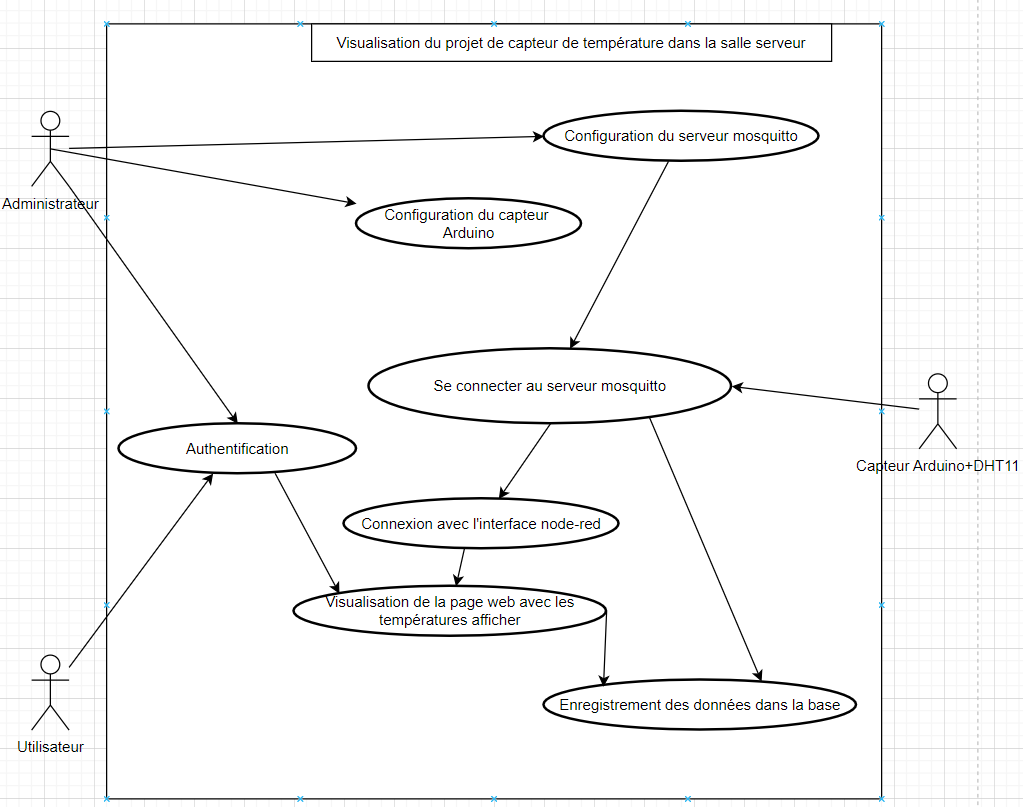 Visualisation du projet de capteur de température dans la salle serveur
Configuration du serveur mosquitto
Administrateur
Configuration du capteur
Arduino
Se connecter au serveur mosquitto
Authentification
Capteur Arduino+DHT11
Connexion avec l'interface node-red
Visualisation de la page web avec les
températures afficher
Enregistrement des données dans la base
Utilisateur